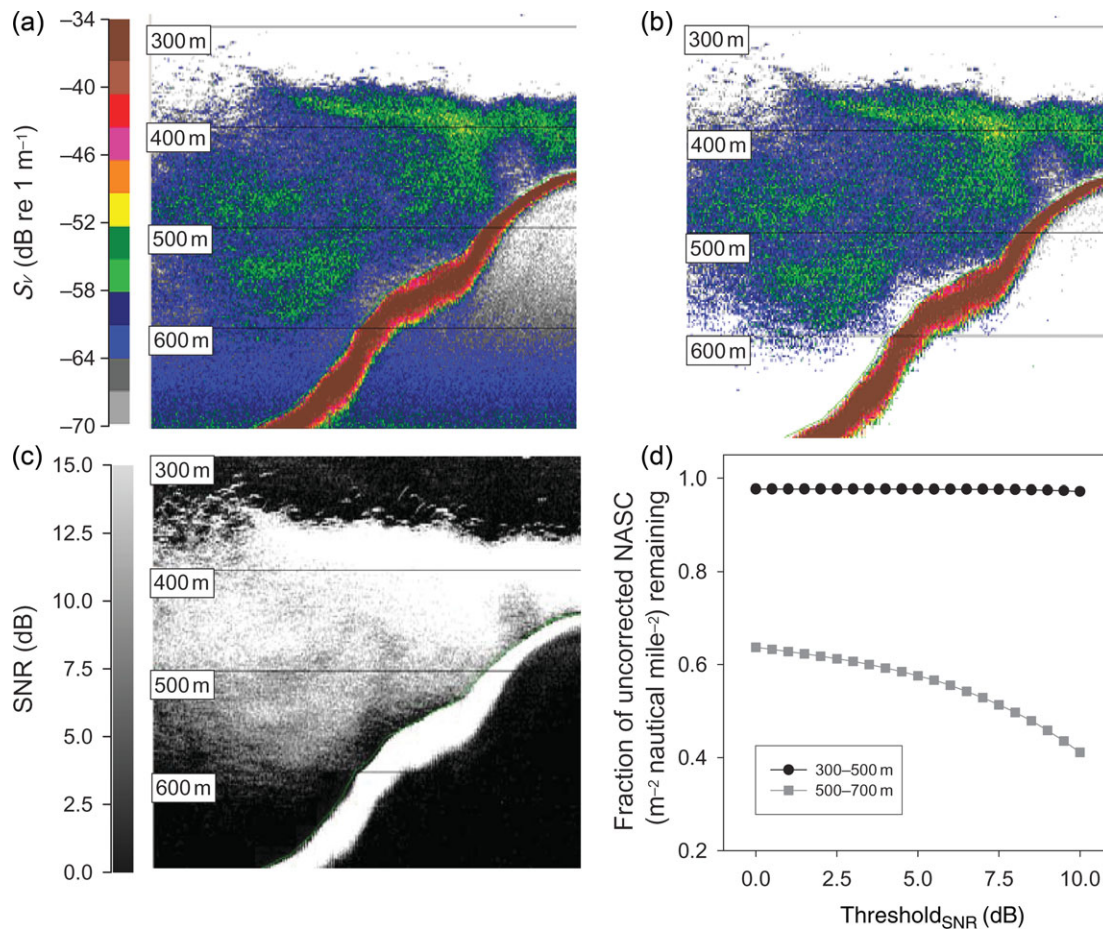 (a)
−34
−40
−46
−52
−58
−64
−70
Sν (dB re 1 m−1)
300 m
400 m
500 m
600 m
(b)
300 m
400 m
500 m
600 m
(c)
15.0
12.5
10.0
7.5
5.0
2.5
0.0
SNR (dB)
300 m
400 m
500 m
600 m
(d)
1.0
0.8
0.6
0.4
0.2
Fraction of uncorrected NASC
(m−2 nautical mile−2) remaining
300–500 m
500–700 m
0.0 2.5 5.0 7.5 10.0
ThresholdSNR (dB)